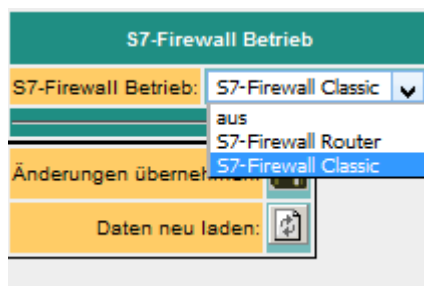 S7-Firewall Betrieb
S7-Firewall Betrieb: S7-Firewall Classic
aus
S7-Firewall Router
S7-Firewall Classic
Änderungen
Daten neu laden: